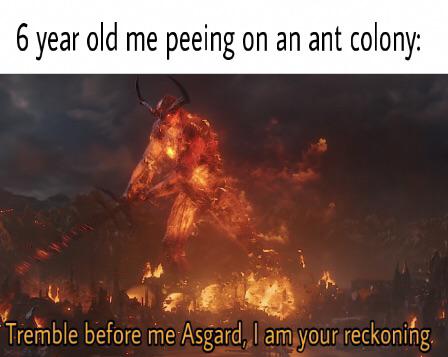 6 year old me peeing on an ant colony:
Tremble before me Asgard, I am your reckoning.